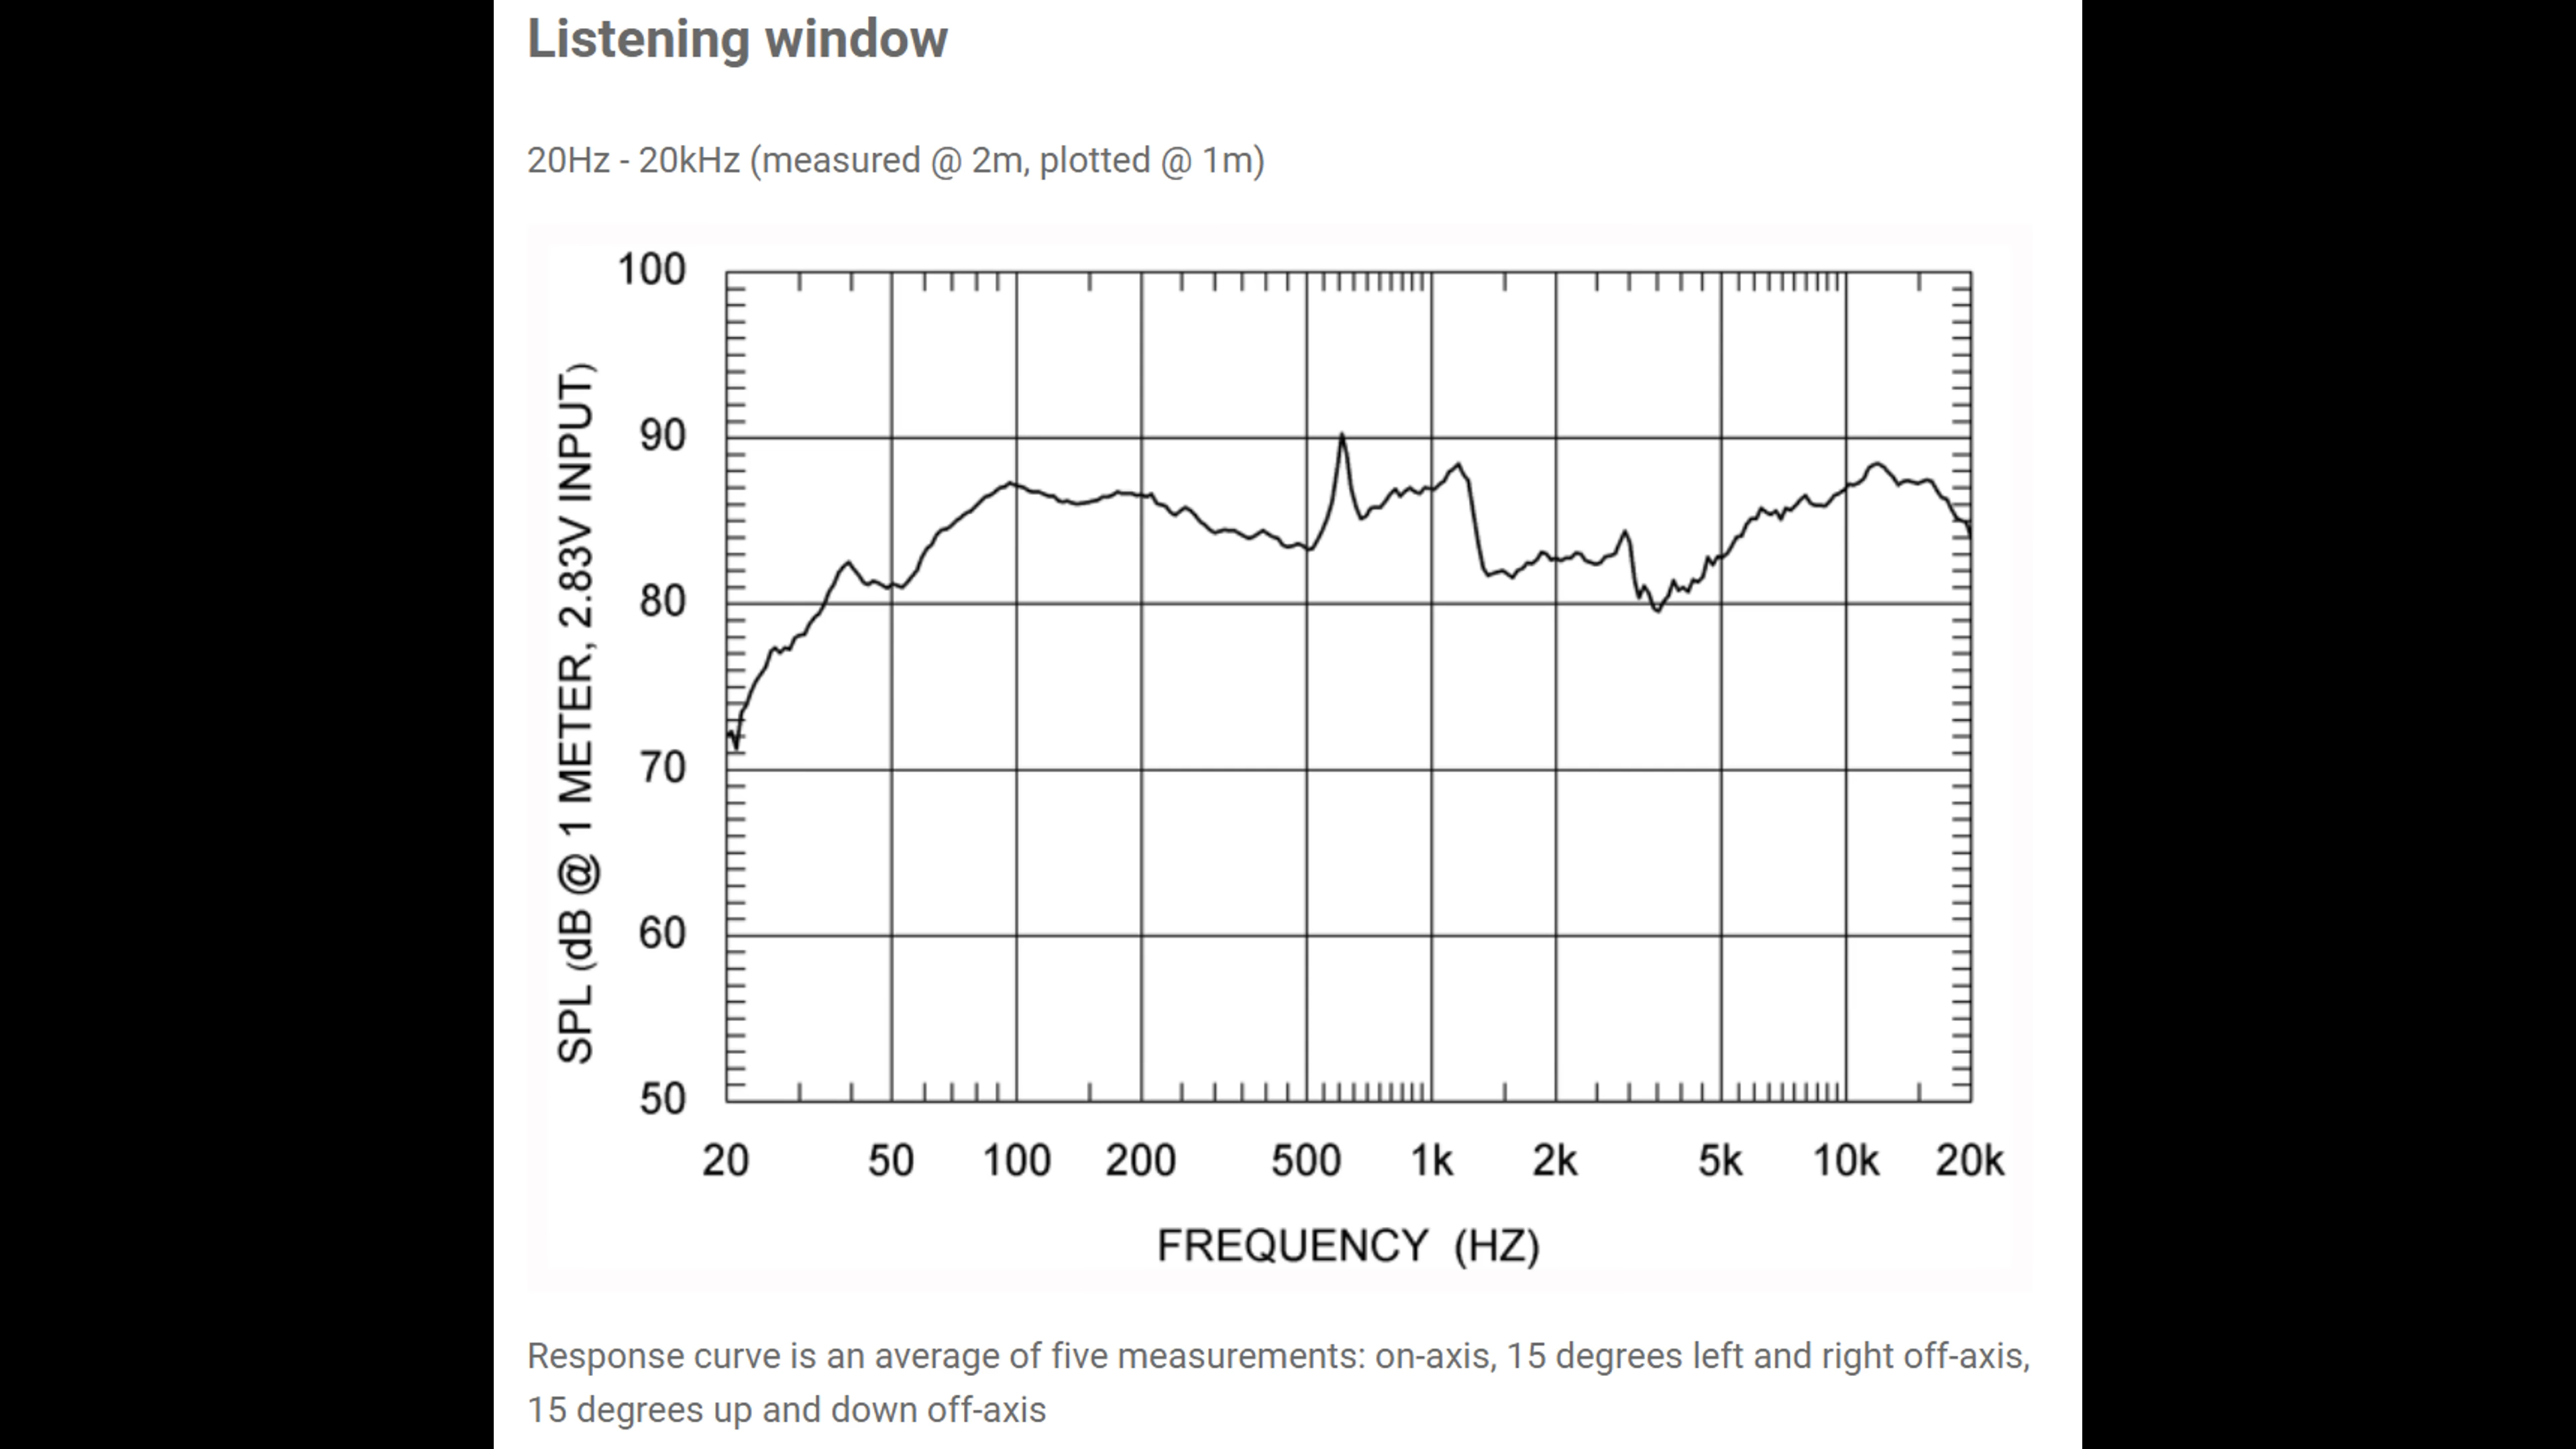 Listening window
20Hz - 20kHz (measured @ 2m, plotted @ 1m)
SPL (dB @ 1 METER, 2.83V INPUT)
100
90
80
70
60
50
20 50 100 200 500 1k 2k 5k 10k 20k
FREQUENCY (HZ)
Response curve is an average of five measurements: on-axis, 15 degrees left and right off-axis,
15 degrees up and down off-axis